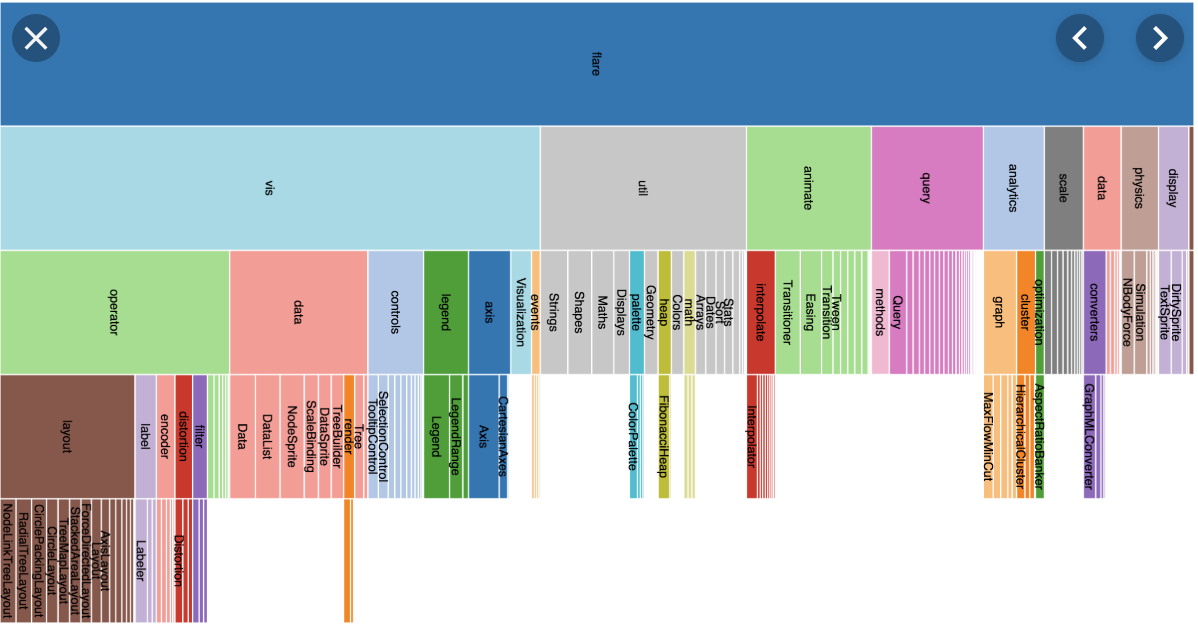 flare
vis
util
animate
query
analytics
scale
data
physics
display
operator
data
controls
legend
axis
Visualization
events
Strings
Shapes
Maths
Displays
palette
Geometry
heap
Colors
math
Arrays
Dates
Sort
Stats
interpolate
Transitioner
Easing
Transition
Tween
methods
Query
graph
cluster
optimization
converters
NBodyForce
Simulation
TextSprite
DirtySprite
layout
label
encoder
distortion
filter
Data
DataList
NodeSprite
ScaleBinding
DataSprite
TreeBuilder
render
Tree
TooltipControl
SelectionControl
Legend
LegendRange
Axis
CartesianAxes
ColorPalette
FibonacciHeap
Interpolator
MaxFlowMinCut
HierarchicalCluster
AspectRatioBanker
GraphMLConverter
NodeLinkTreeLayout
RadialTreeLayout
CirclePackingLayout
CircleLayout
TreeMapLayout
StackedAreaLayout
ForceDirectedLayout
Layout
AxisLayout
Labeler
Distortion